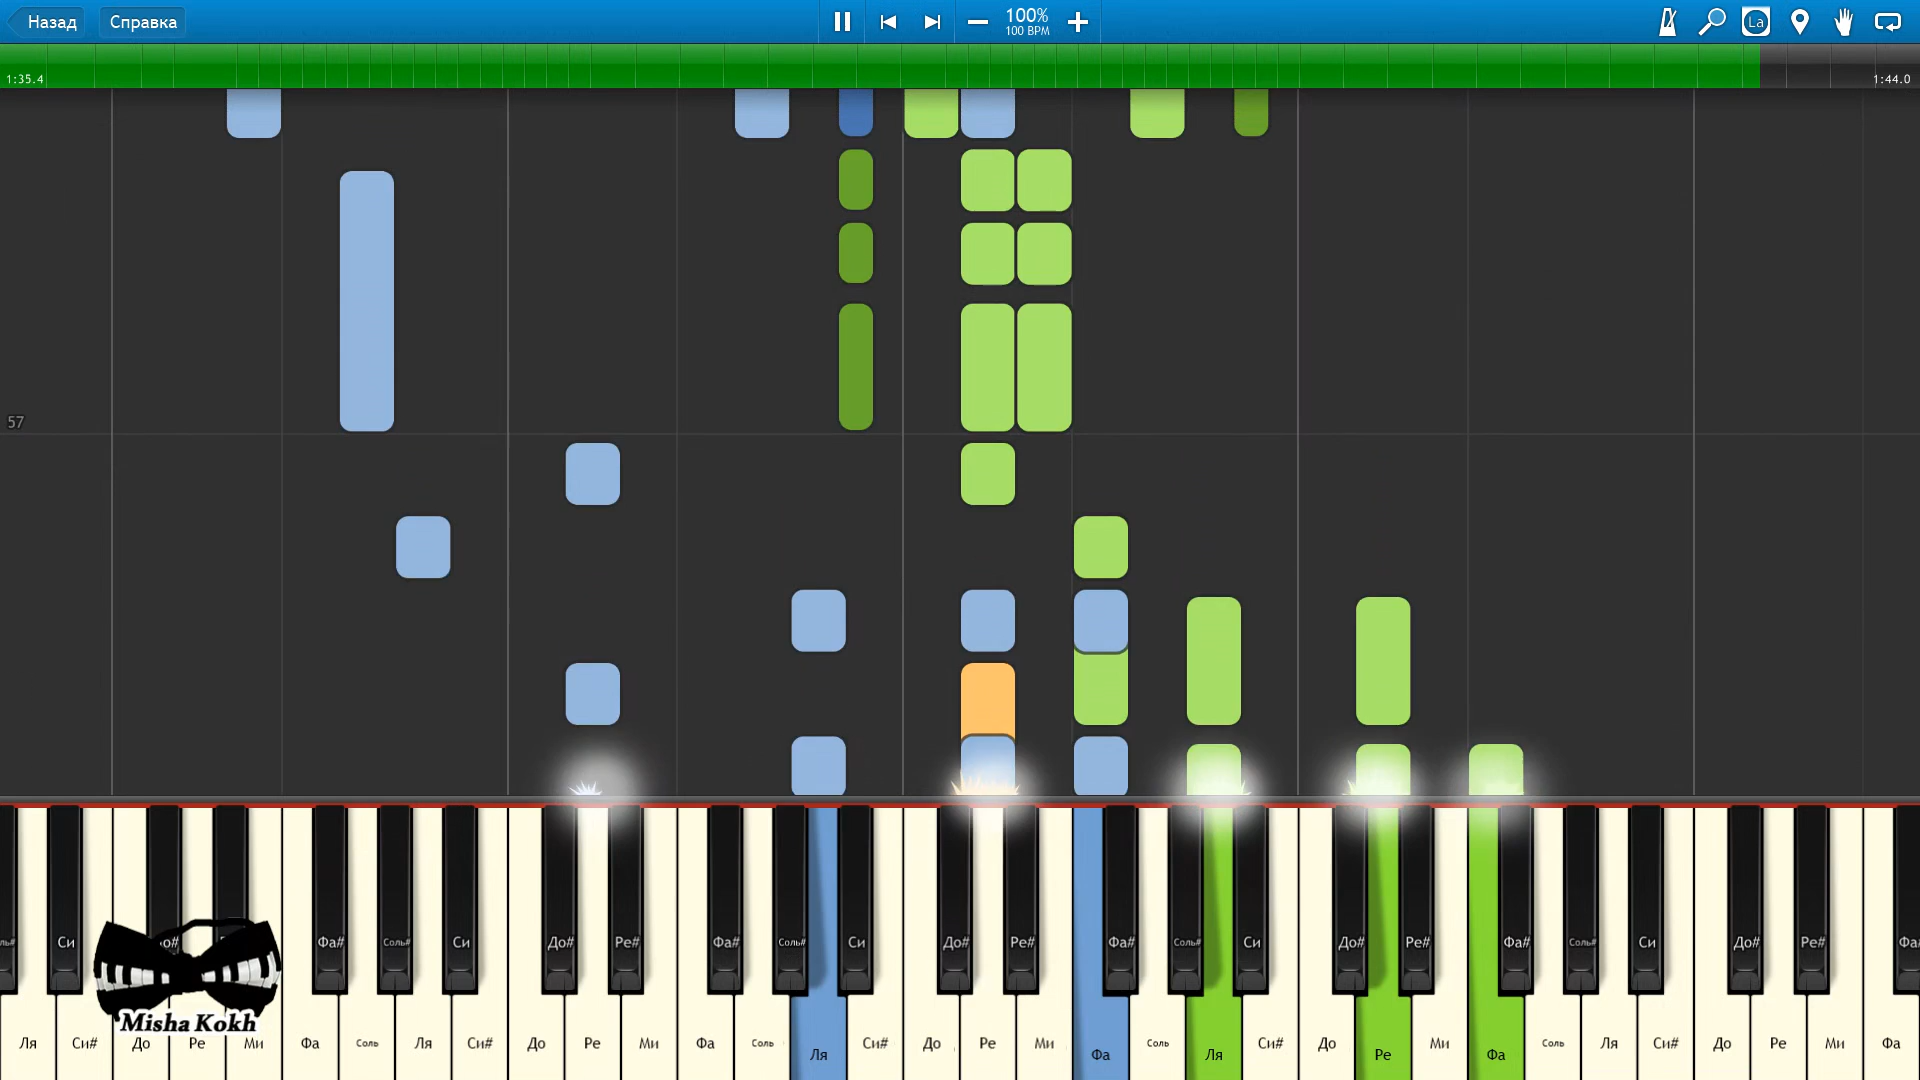 Назад Справка 100% La
100 BPM
1:35.4 1:44.0
57
Си До# Фа# Соль# Си До# Ре# Фа# Соль# Си До# Ре# Фа# Соль# Си До# Ре# Фа# Соль# Си До# Ре#
Misha Kokh
Ля Си# До Ре Ми Фа Соль Ля Си# До Ре Ми Фа Соль Ля Си# До Ре Ми Фа Соль Ля Си# До Ре Ми Фа Соль Ля Си# До Ре Ми Фа